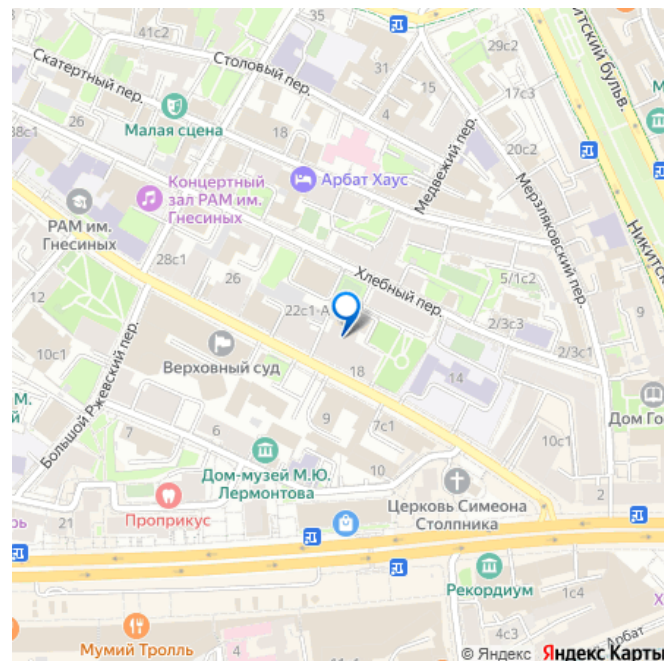 35
41с2
29с2
Столовый пер.
Скатертный пер.
31
15
17с3
Никитский бульв.
26
Малая сцена
18
4
38с1
20с2
Медвежий пер.
Концертный
зал РАМ им.
Гнесиных
Арбат Хаус
РАМ им.
Гнесиных
Мерзляковский пер.
28с1
26
Хлебный пер.
5/1с2
12
22с1
2/3с3
2/3с1
9
10с1
Верховный суд
18
14
Большой Ржевский пер.
7
6
9
7с1
Дом Го
10с1
Дом-музей М.Ю.
Лермонтова
10
2
Проприкус
Церковь Симеона
Столпника
21
Рекордиум
1с4
Мумий Тролль
4
4с3
Арбат
© Яндекс Яндекс Карты